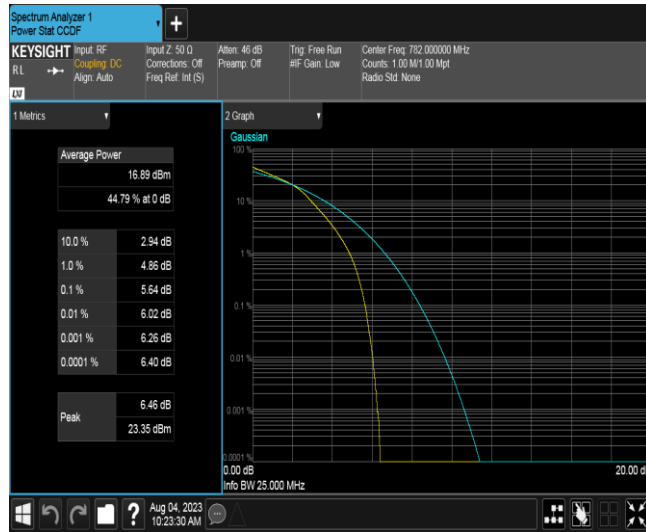 Spectrum Analyzer 1
Power Stat CCDF
+
KEYSIGHT
RL
LXI
Input: RF
Coupling: DC
Align: Auto
Input Z: 50 Ω
Corrections: Off
Freq Ref: Int (S)
Atten: 46 dB
Preamp: Off
Trig: Free Run
#IF Gain: Low
Center Freq: 782.000000 MHz
Counts: 1.00 M/1.00 Mpt
Radio Std: None
1 Metrics
Average Power
16.89 dBm
44.79 % at 0 dB
10.0 % 2.94 dB
1.0 % 4.86 dB
0.1 % 5.64 dB
0.01 % 6.02 dB
0.001 % 6.26 dB
0.0001 % 6.40 dB
Peak
6.46 dB
23.35 dBm
2 Graph
Gaussian
100 %
10 %
1 %
0.1 %
0.01 %
0.001 %
0.0001 %
0.00 dB
20.00 d
Info BW 25.000 MHz
?
Aug 04, 2023
10:23:30 AM